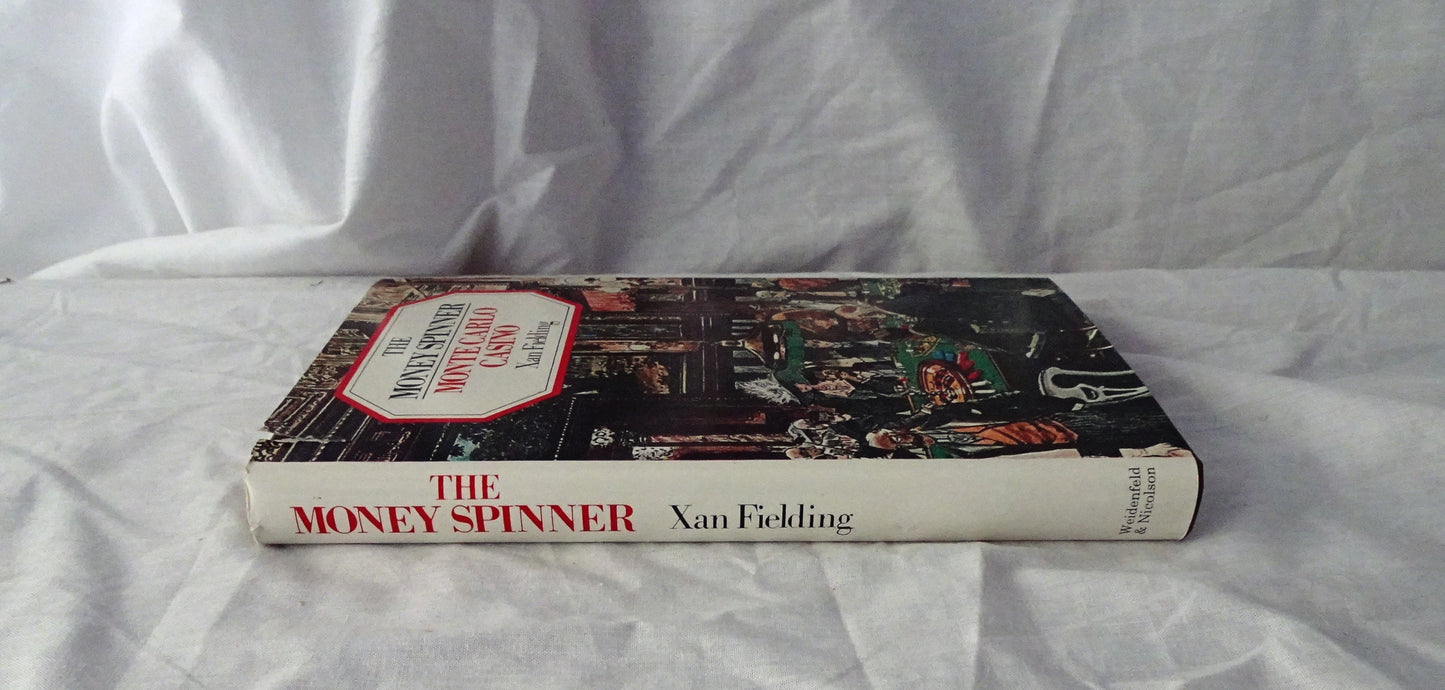 THE
MONEY SPINNER
MONTE CARLO
CASINO
Xan Fielding
THE
MONEY SPINNER
Xan Fielding
Weidenfeld
& Nicolson